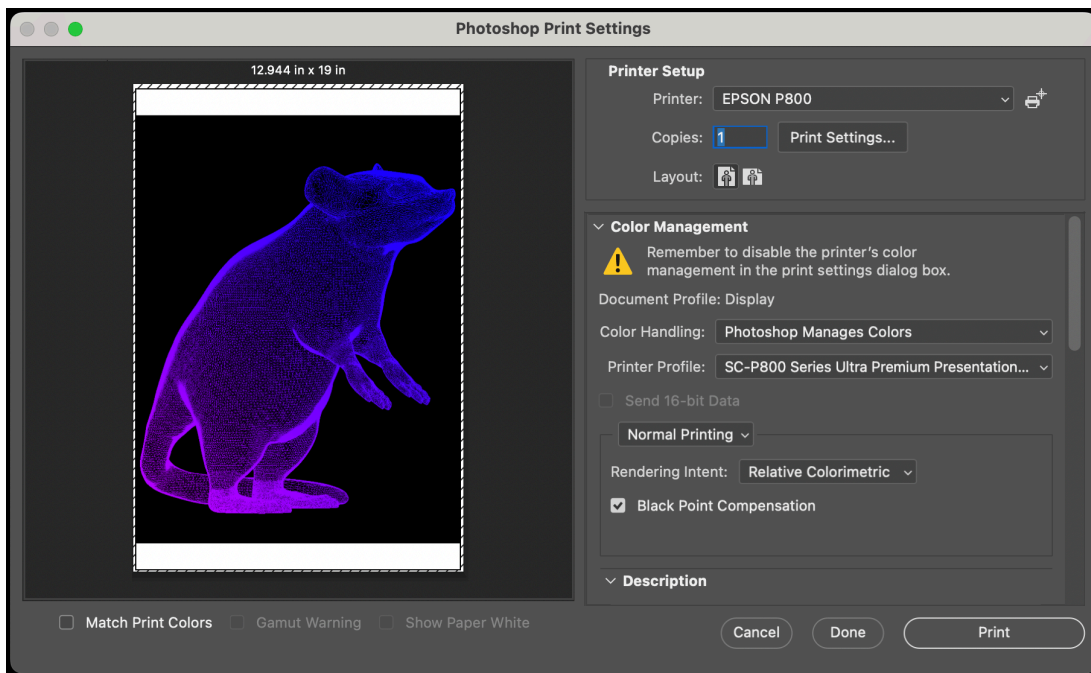 Photoshop Print Settings
12.944 in x 19 in
Printer Setup
Printer: EPSON P800
Copies: 1 Print Settings...
Layout:
Color Management
Remember to disable the printer's color
management in the print settings dialog box.
Document Profile: Display
Color Handling: Photoshop Manages Colors
Printer Profile: SC-P800 Series Ultra Premium Presentation...
Send 16-bit Data
Normal Printing
Rendering Intent: Relative Colorimetric
Black Point Compensation
Description
Match Print Colors Gamut Warning Show Paper White
Cancel Done Print